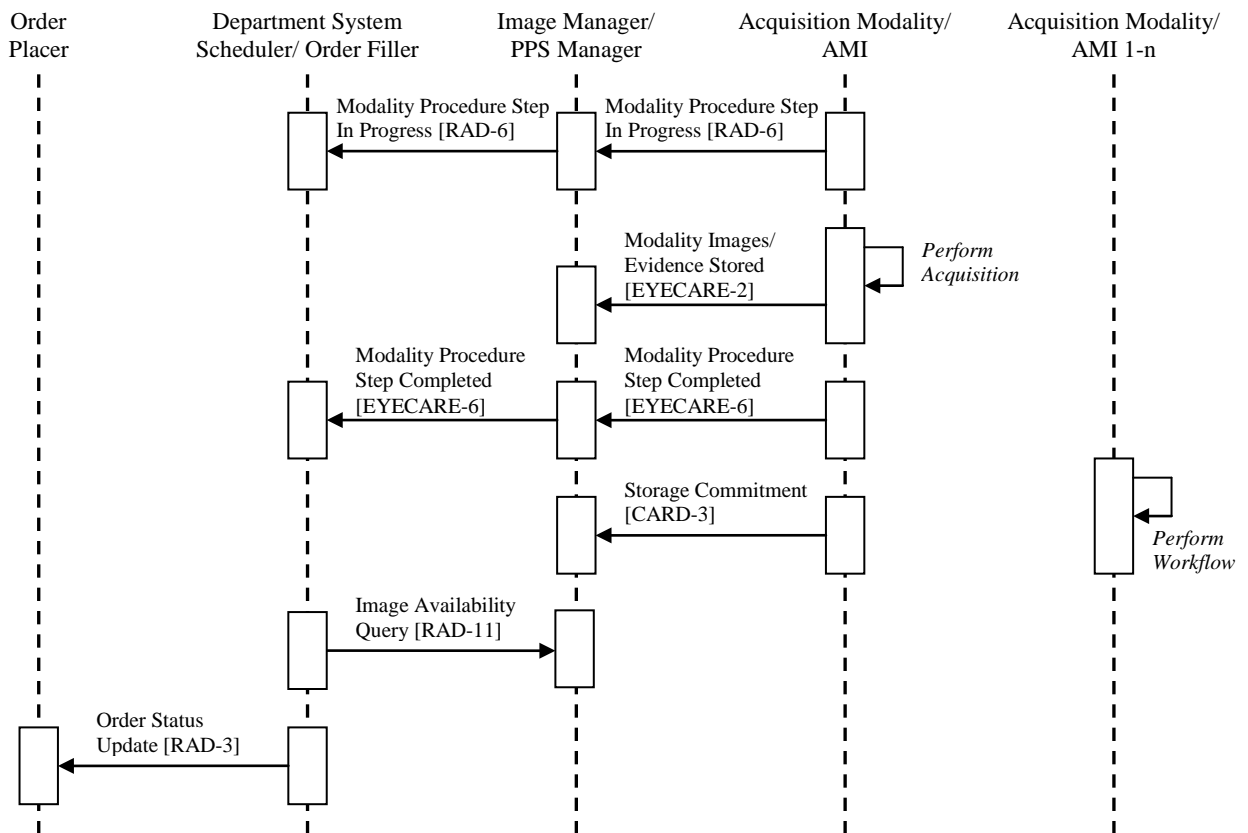 Order
Placer
Department System
Scheduler/ Order Filler
Image Manager/
PPS Manager
Acquisition Modality/
AMI
Acquisition Modality/
AMI 1-n
Modality Procedure Step
In Progress [RAD-6]
Modality Procedure Step
In Progress [RAD-6]
Modality Images/
Evidence Stored
[EYECARE-2]
Perform
Acquisition
Modality Procedure
Step Completed
[EYECARE-6]
Modality Procedure
Step Completed
[EYECARE-6]
Storage Commitment
[CARD-3]
Perform
Workflow
Image Availability
Query [RAD-11]
Order Status
Update [RAD-3]